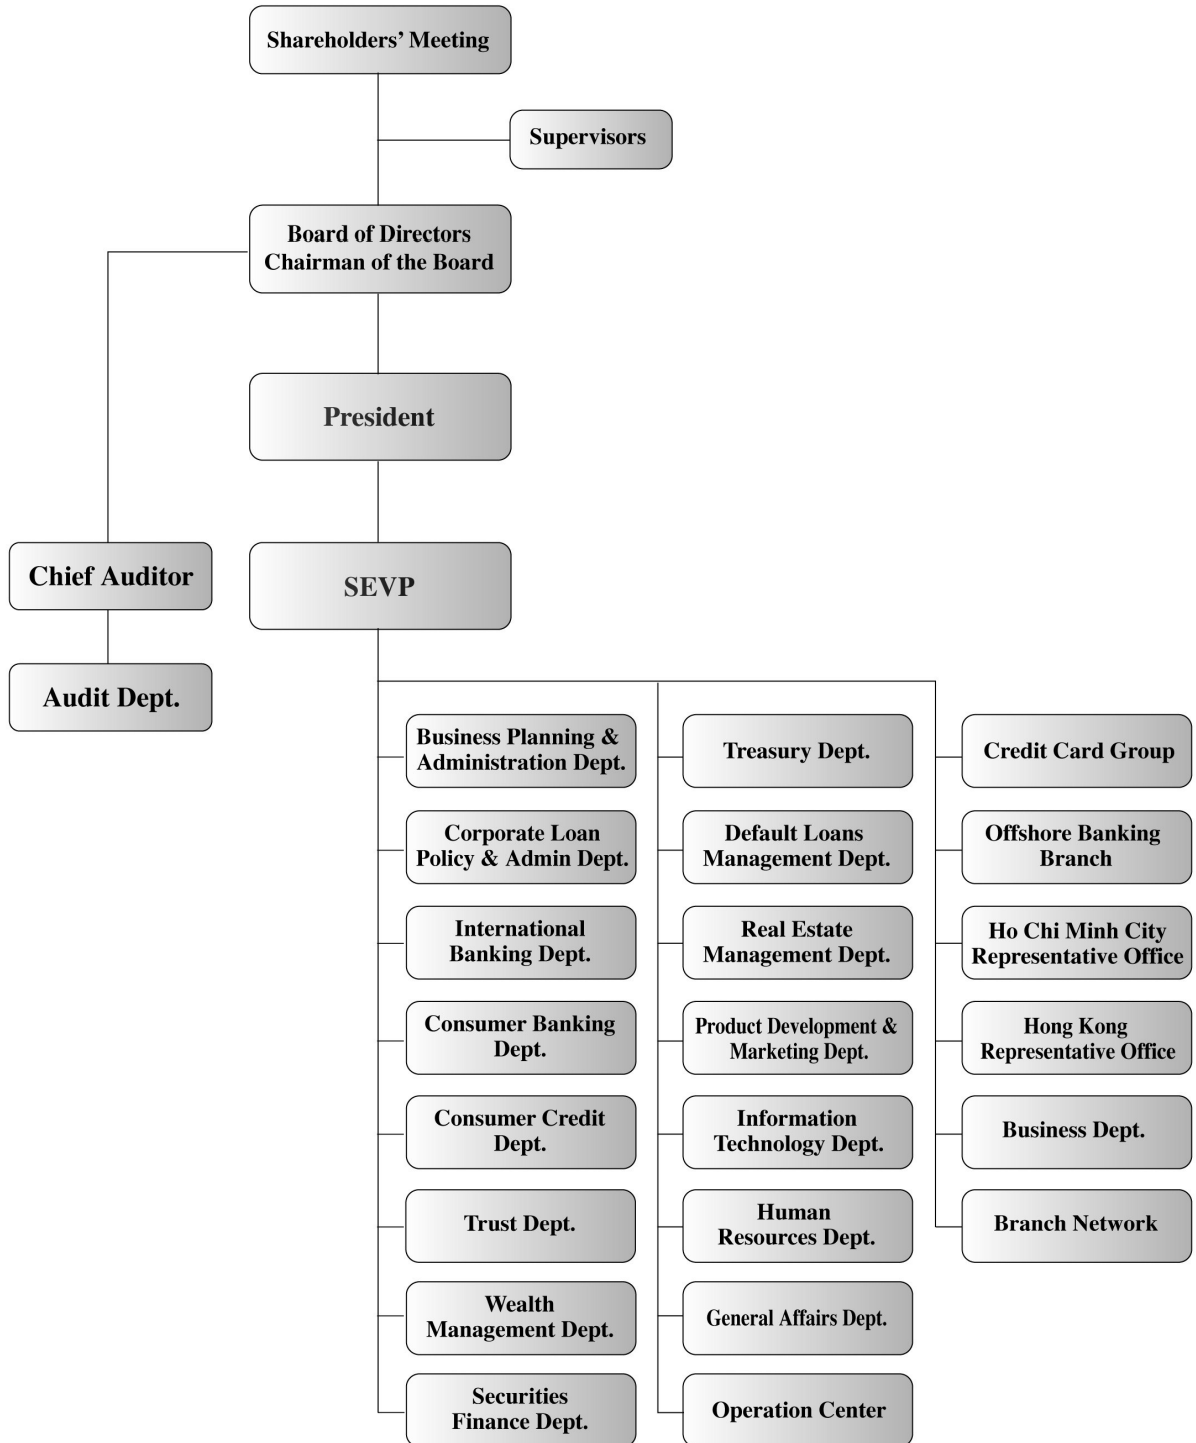 Shareholders’ Meeting
Supervisors
Board of Directors
Chairman of the Board
President
Chief Auditor
SEVP
Audit Dept.
Business Planning &
Administration Dept.
Treasury Dept.
Credit Card Group
Corporate Loan
Policy & Admin Dept.
Default Loans
Management Dept.
Offshore Banking
Branch
International
Banking Dept.
Real Estate
Management Dept.
Ho Chi Minh City
Representative Office
Consumer Banking
Dept.
Product Development &
Marketing Dept.
Hong Kong
Representative Office
Consumer Credit
Dept.
Information
Technology Dept.
Business Dept.
Trust Dept.
Human
Resources Dept.
Branch Network
Wealth
Management Dept.
General Affairs Dept.
Securities
Finance Dept.
Operation Center